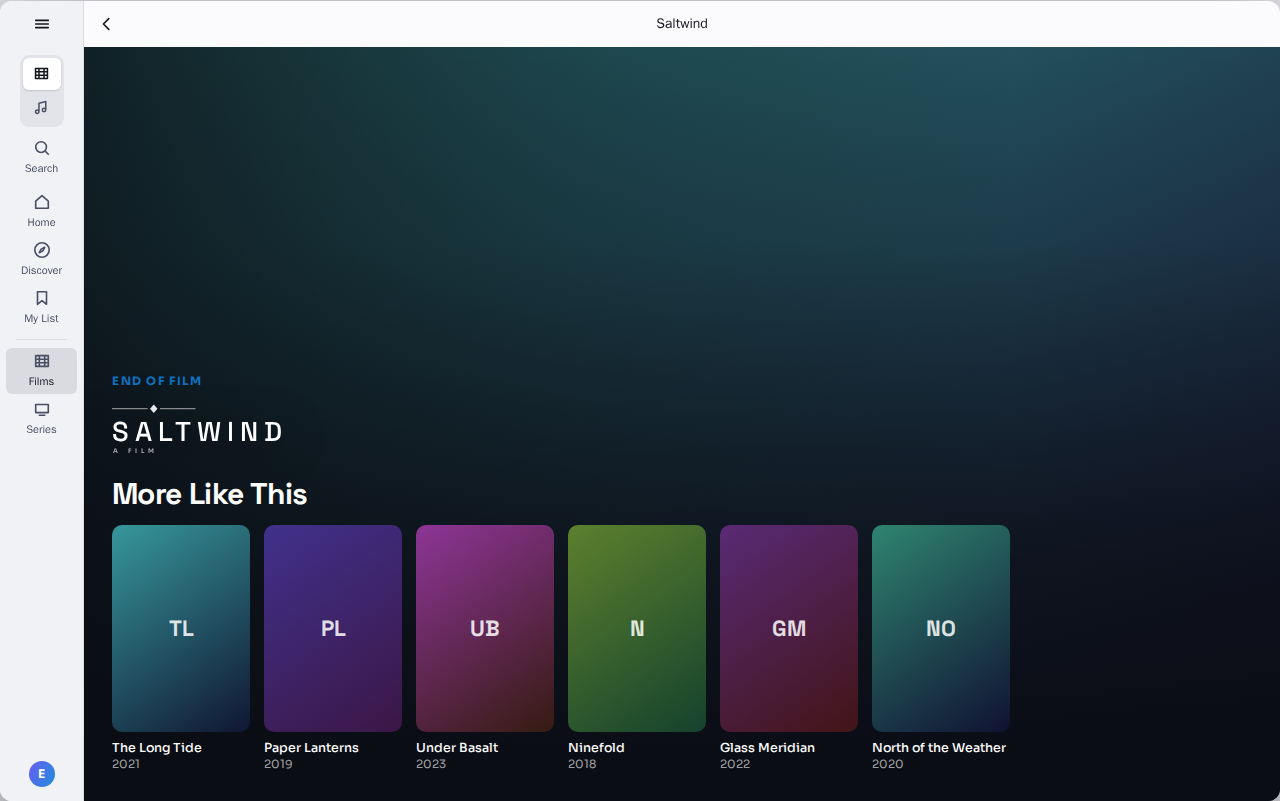 Saltwind
Search
Home
Discover
My List
Films
Series
E
END OF FILM
SALTWIND
A FILM
More Like This
TL
PL
UB
N
GM
NO
The Long Tide
2021
Paper Lanterns
2019
Under Basalt
2023
Ninefold
2018
Glass Meridian
2022
North of the Weather
2020